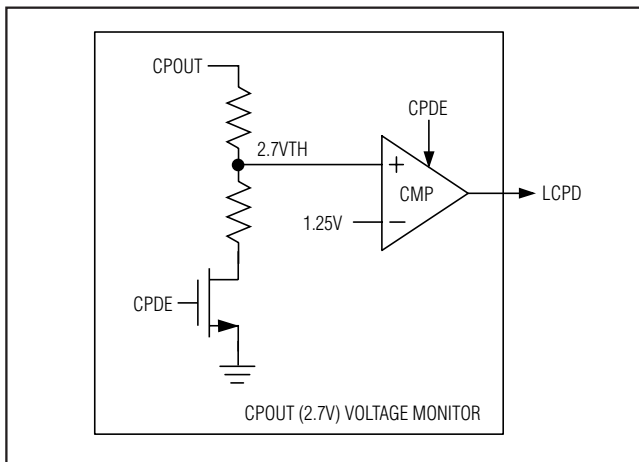 CPOUT
CPDE
2.7VTH
+
CMP
LCPD
1.25V
−
CPDE
CPOUT (2.7V) VOLTAGE MONITOR